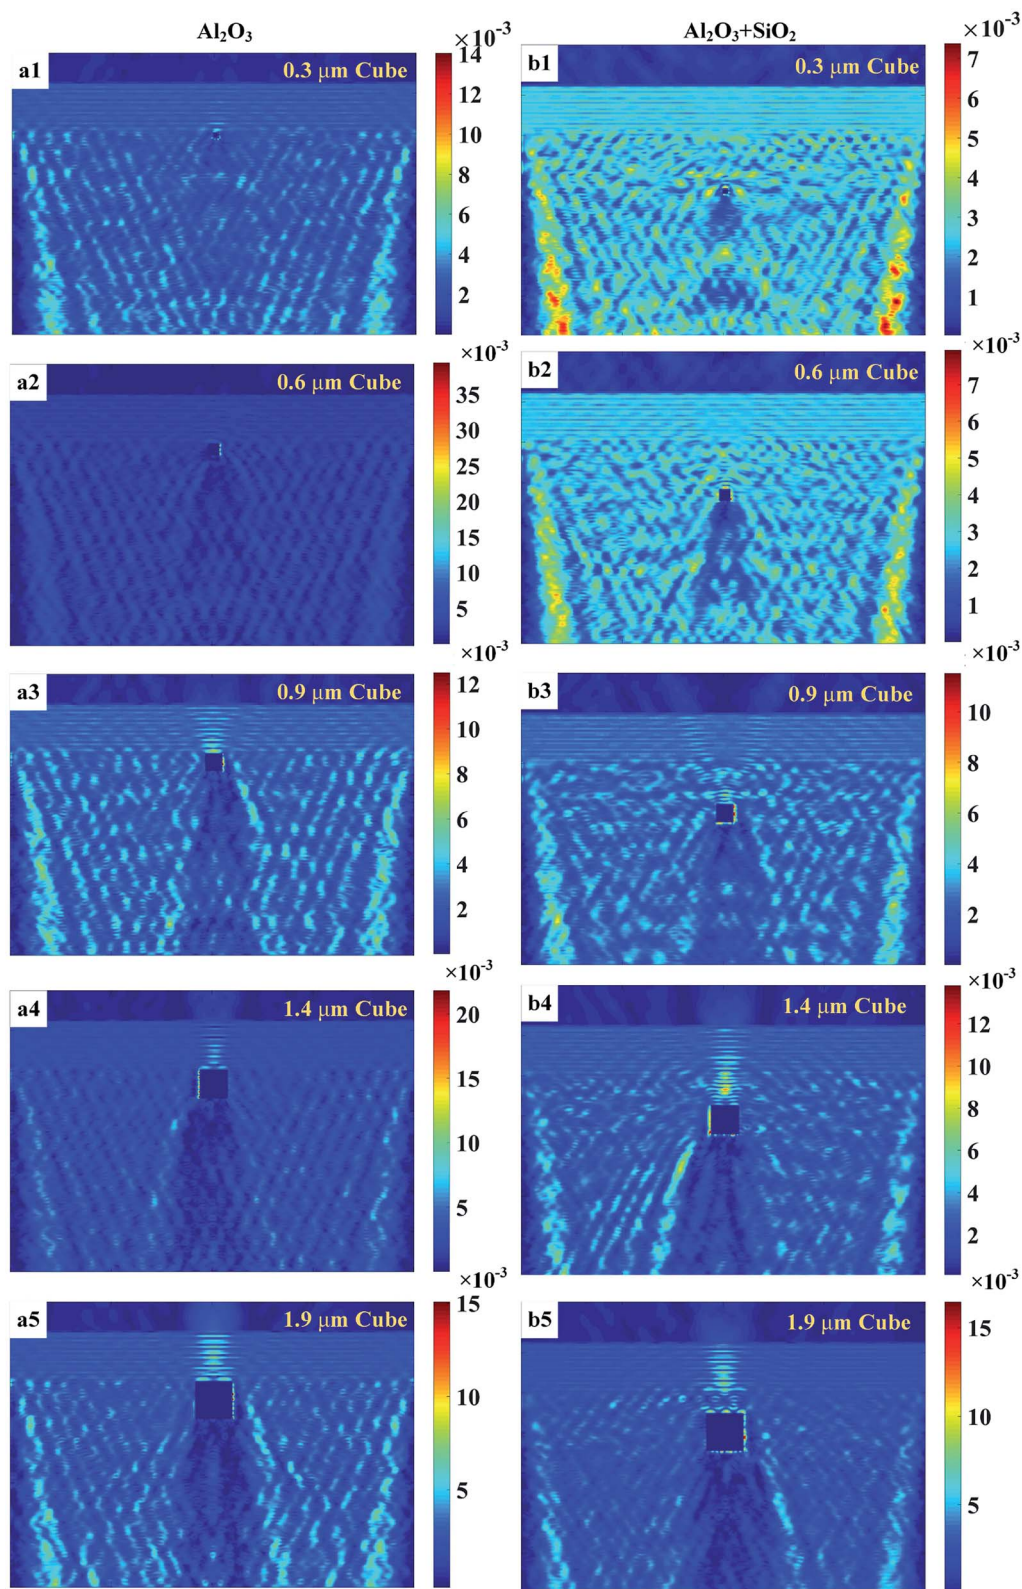 Al₂O₃
Al₂O₃+SiO₂
a1
0.3 μm Cube
×10⁻³
14
12
10
8
6
4
2
b1
0.3 μm Cube
×10⁻³
7
6
5
4
3
2
1
a2
0.6 μm Cube
×10⁻³
35
30
25
20
15
10
5
b2
0.6 μm Cube
×10⁻³
7
6
5
4
3
2
1
a3
0.9 μm Cube
×10⁻³
12
10
8
6
4
2
b3
0.9 μm Cube
×10⁻³
10
8
6
4
2
a4
1.4 μm Cube
×10⁻³
20
15
10
5
b4
1.4 μm Cube
×10⁻³
12
10
8
6
4
2
a5
1.9 μm Cube
×10⁻³
15
10
5
b5
1.9 μm Cube
×10⁻³
15
10
5